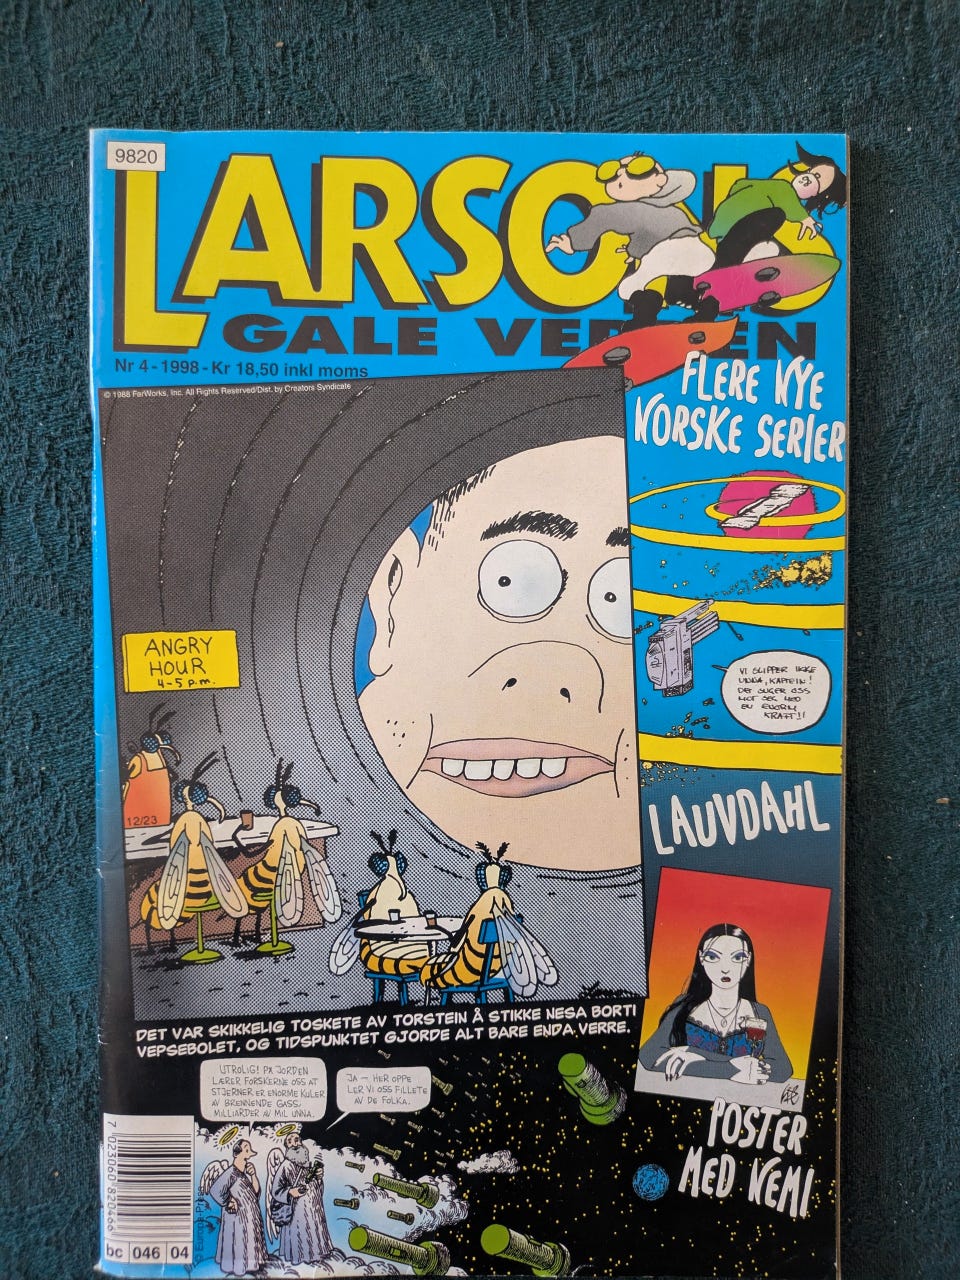 9820
LARSONS
GALE VERDEN
Nr 4 - 1998 - Kr 18,50 inkl moms
© 1988 FarWorks, Inc. All Rights Reserved/Dist. by Creators Syndicate
FLERE NYE
NORSKE SERIER
ANGRY
HOUR
4-5 p.m.
12/23
VI SLIPPER IKKE
UNNA, KAPTEIN!
DET SUGER OSS
MOT SEG MED
EN ENORM
KRAFT!!
LAUVDAHL
DET VAR SKIKKELIG TOSKETE AV TORSTEIN Å STIKKE NESA BORTI
VEPSEBOLET, OG TIDSPUNKTET GJORDE ALT BARE ENDA VERRE.
UTROLIG! PÅ JORDEN
LÆRER FORSKERNE OSS AT
STJERNER ER ENORME KULER
AV BRENNENDE GASS,
MILLIARDER AV MIL UNNA.
JA – HER OPPE
LER VI OSS FILLETE
AV DE FOLKA.
POSTER
MED NEMI
7 023060 820466
bc 046 04